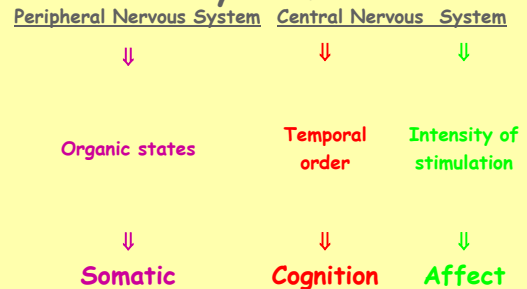 Peripheral Nervous System Central Nervous System
⇓ ⇓ ⇓
Organic states Temporal order Intensity of stimulation
⇓ ⇓ ⇓
Somatic Cognition Affect